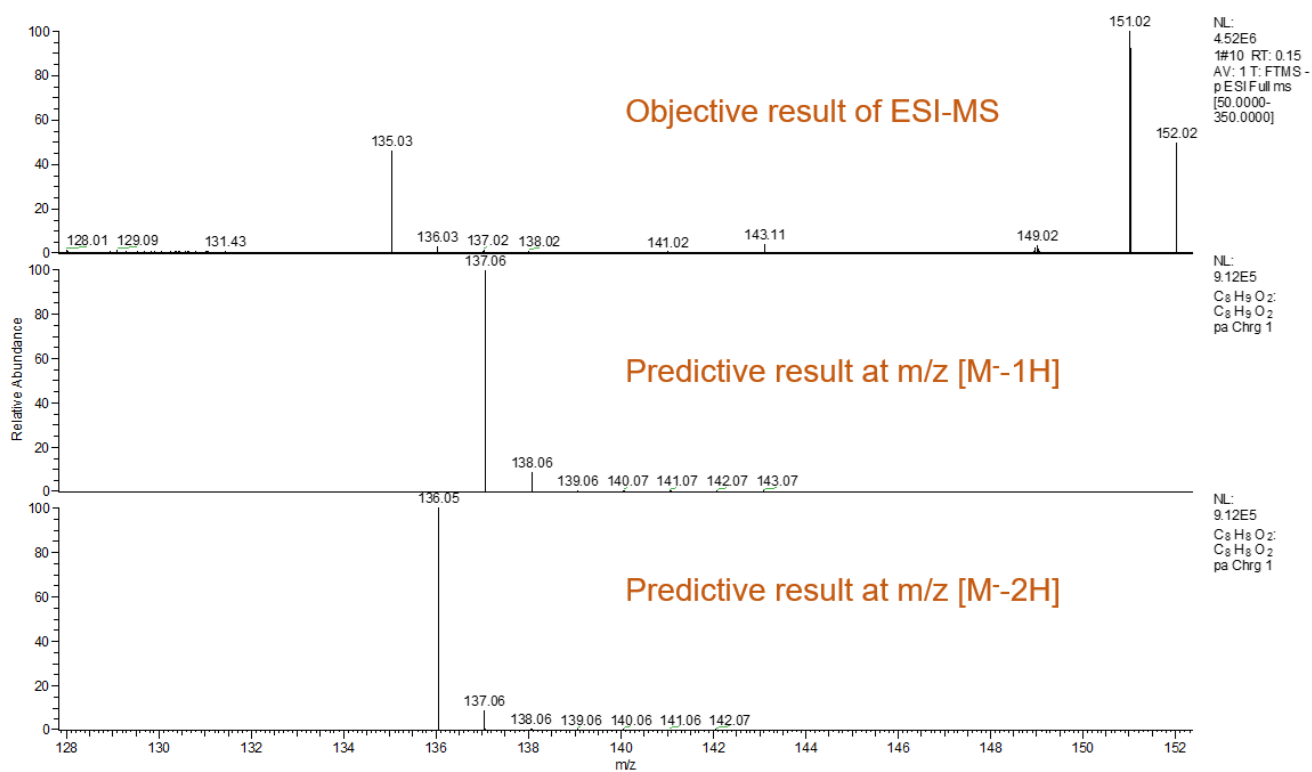 100
80
60
40
20
0
151.02
152.02
135.03
128.01
129.09
131.43
136.03
137.02
138.02
141.02
143.11
149.02
Objective result of ESI-MS
NL:
4.52E6
1#10 RT: 0.15
AV: 1 T: FTMS -
p ESI Full ms
[50.0000-
350.0000]
Relative Abundance
100
80
60
40
20
0
137.06
138.06
139.06
140.07
141.07
142.07
143.07
Predictive result at m/z [M⁻-1H]
NL:
9.12E5
C₈ H₉ O₂:
C₈ H₉ O₂
pa Chrg 1
100
80
60
40
20
0
136.05
137.06
138.06
139.06
140.06
141.06
142.07
Predictive result at m/z [M⁻-2H]
NL:
9.12E5
C₈ H₈ O₂:
C₈ H₈ O₂
pa Chrg 1
128
130
132
134
136
138
140
142
144
146
148
150
152
m/z